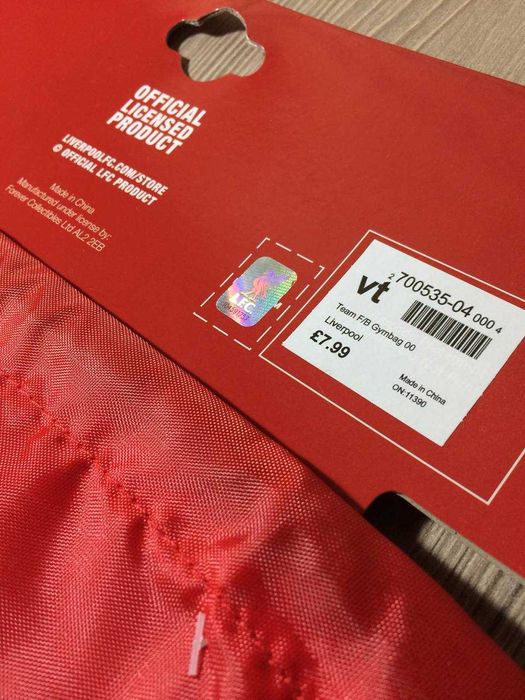 OFFICIAL
LICENSED
PRODUCT
LIVERPOOLFC.COM/STORE
© OFFICIAL LFC PRODUCT
Made in China
Manufactured under license by:
Forever Collectibles Ltd AL2 2EB
LFC
vt
2 700535-04 000 4
Team F/B Gymbag 00
Liverpool
£7.99
Made in China
ON:11390